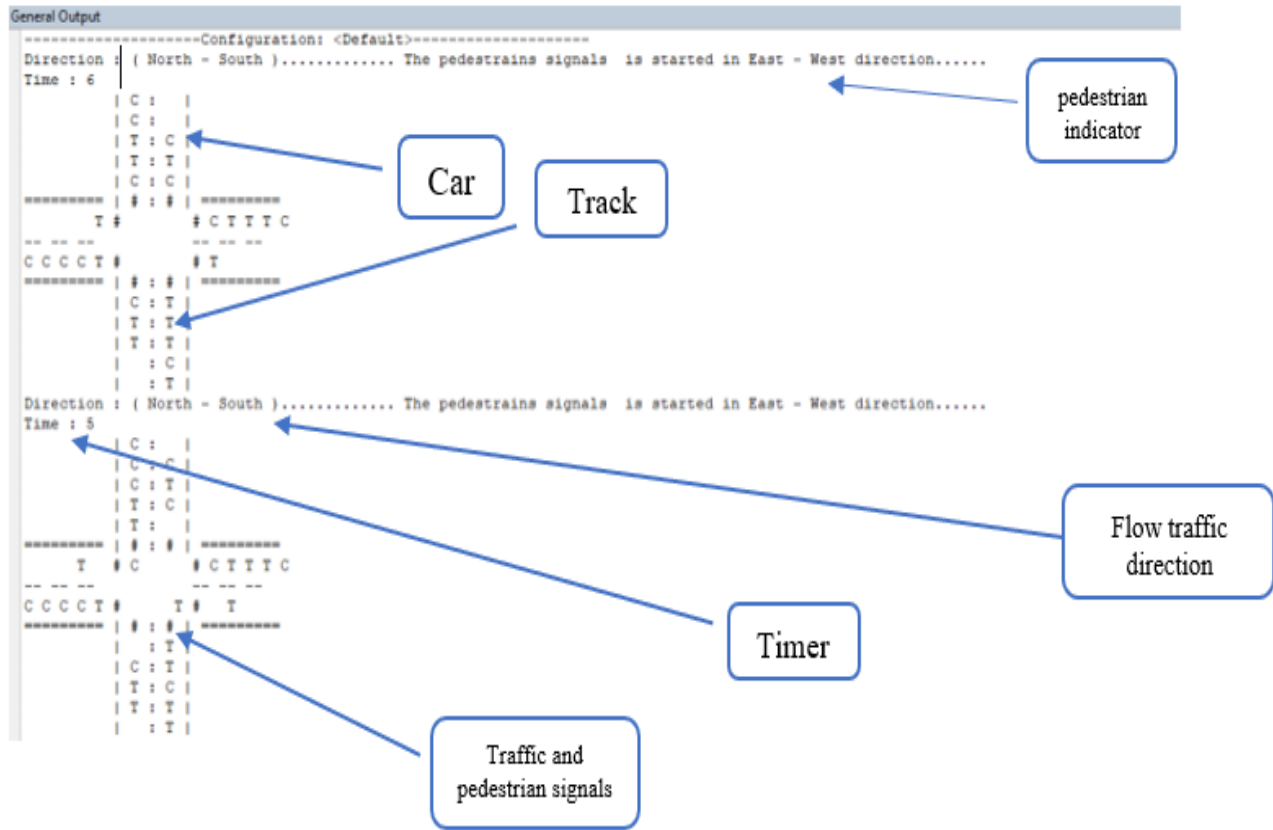 General Output
--------------------Configuration: <Default>--------------------
Direction : ( North - South )............. The pedestrains signals  is started in East - West direction......
Time : 6
| C :   |
| C :   |
| T : C |
| T : T |
| C : C |
========= | # : # | =========
T #        # C T T T C
-- -- --           -- -- --
C C C C T #        # T
========= | # : # | =========
| C : T |
| T : T |
| T : T |
|   : C |
|   : T |
Direction : ( North - South )............. The pedestrains signals  is started in East - West direction......
Time : 5
| C :   |
| C : C |
| C : T |
| T : C |
| T :   |
========= | # : # | =========
T   # C      # C T T T C
-- -- --           -- -- --
C C C C T #      T #   T
========= | # : # | =========
|   : T |
| C : T |
| T : C |
| T : T |
|   : T |
pedestrian
indicator
Car
Track
Flow traffic
direction
Timer
Traffic and
pedestrian signals